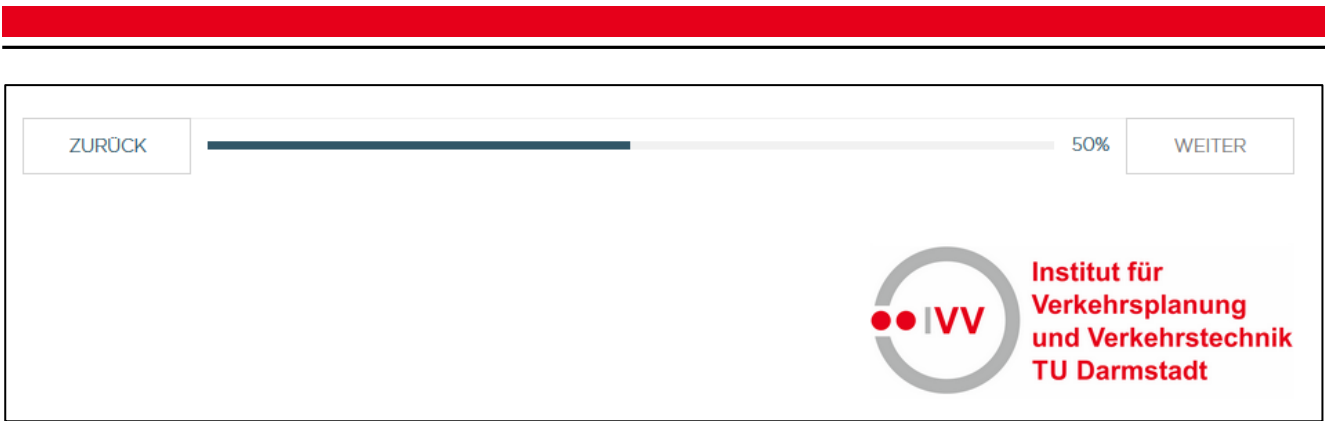 ZURÜCK
50%
WEITER
IVV
Institut für
Verkehrsplanung
und Verkehrstechnik
TU Darmstadt